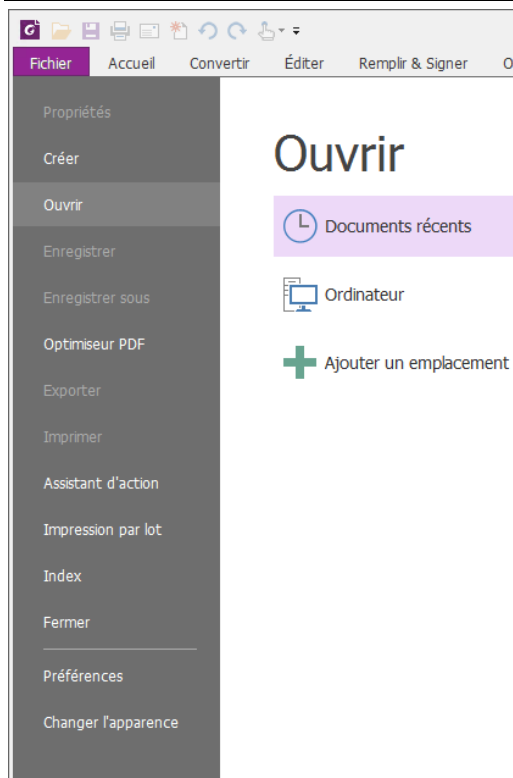 Fichier Accueil Convertir Éditer Remplir & Signer
Propriétés
Créer
Ouvrir
Enregistrer
Enregistrer sous
Optimiseur PDF
Exporter
Imprimer
Assistant d'action
Impression par lot
Index
Fermer
Préférences
Changer l'apparence
Ouvrir
Documents récents
Ordinateur
Ajouter un emplacement